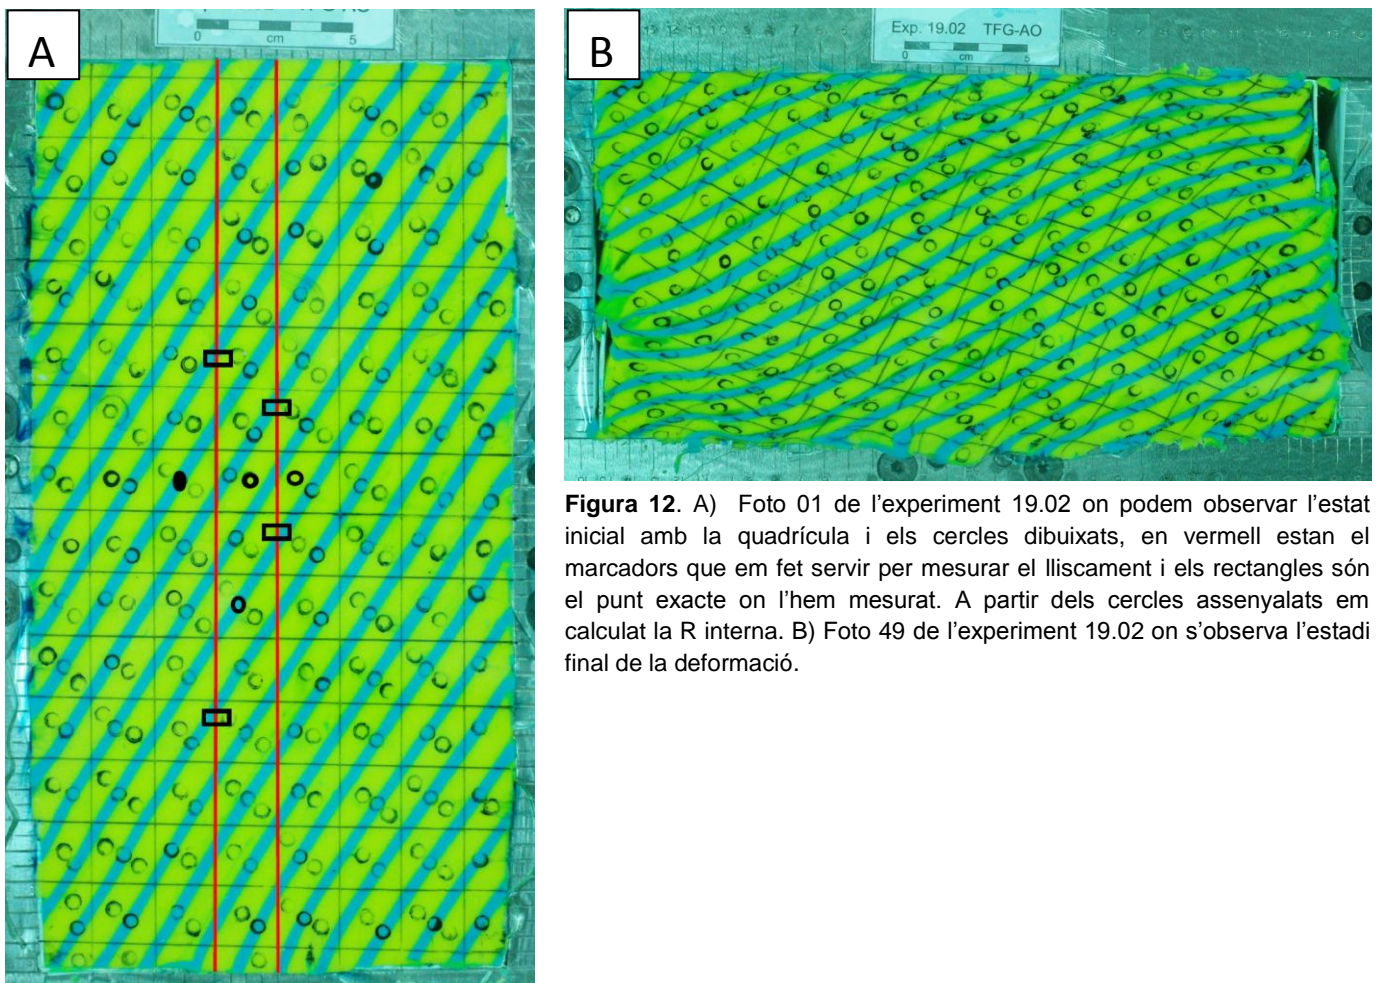 A
0 cm 5
B
Exp. 19.02 TFG-AO
0 cm 5
Figura 12. A) Foto 01 de l’experiment 19.02 on podem observar l’estat
inicial amb la quadrícula i els cercles dibuixats, en vermell estan el
marcadors que em fet servir per mesurar el lliscament i els rectangles són
el punt exacte on l’hem mesurat. A partir dels cercles assenyalats em
calculat la R interna. B) Foto 49 de l’experiment 19.02 on s’observa l’estadi
final de la deformació.